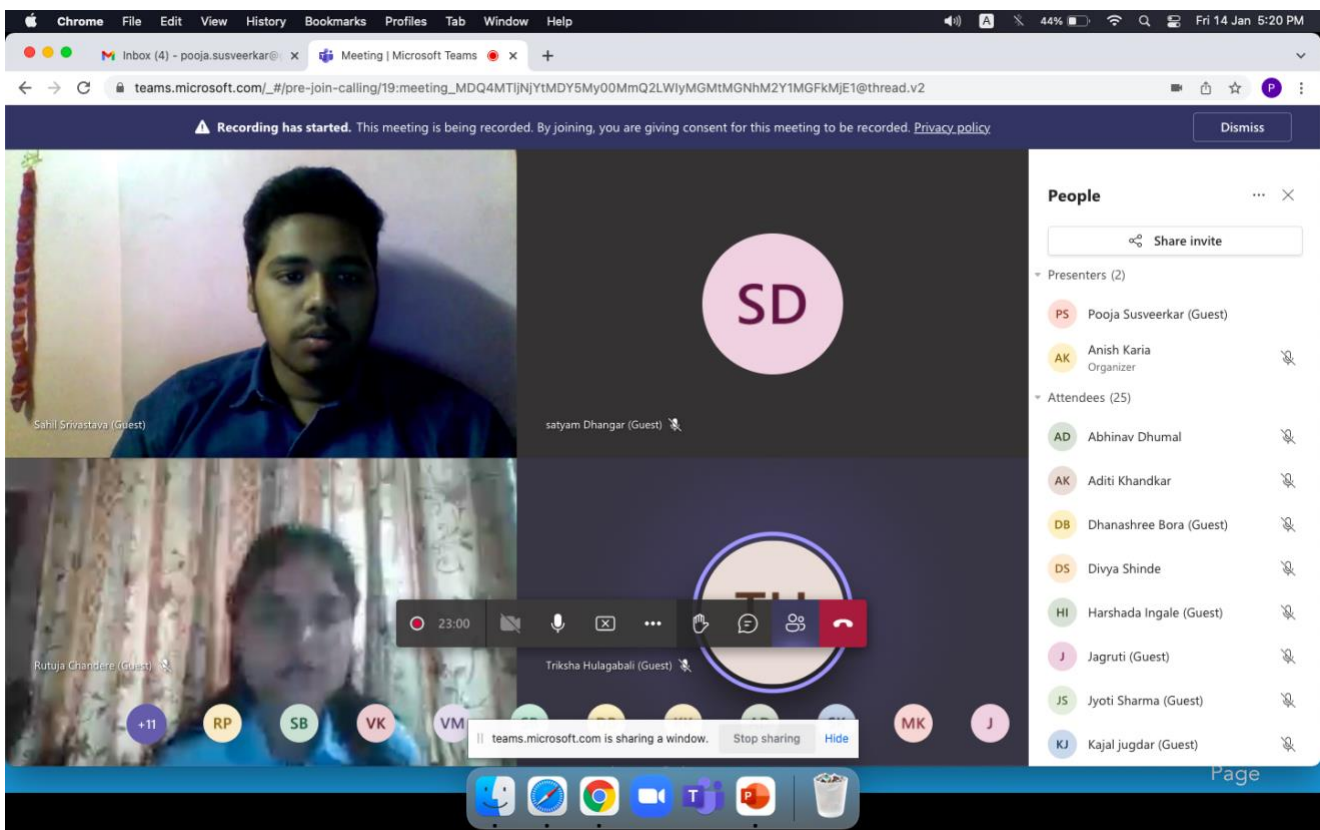 Chrome File Edit View History Bookmarks Profiles Tab Window Help A 44% Fri 14 Jan 5:20 PM
Inbox (4) - pooja.susveerkar@ Meeting | Microsoft Teams
teams.microsoft.com/_#/pre-join-calling/19:meeting_MDQ4MTljNjYtMDY5My00MmQ2LWIyMGMtMGNhM2Y1MGFkMjE1@thread.v2 P
Recording has started. This meeting is being recorded. By joining, you are giving consent for this meeting to be recorded. Privacy policy Dismiss
SD
Sahil Srivastava (Guest)
satyam Dhangar (Guest)
23:00
Rutuja Chandere (Guest)
Triksha Hulagabali (Guest)
+11 RP SB VK VM MK J
teams.microsoft.com is sharing a window. Stop sharing Hide
People
Share invite
Presenters (2)
PS Pooja Susveerkar (Guest)
AK Anish Karia
Organizer
Attendees (25)
AD Abhinav Dhumal
AK Aditi Khandkar
DB Dhanashree Bora (Guest)
DS Divya Shinde
HI Harshada Ingale (Guest)
J Jagruti (Guest)
JS Jyoti Sharma (Guest)
KJ Kajal jugdar (Guest)
Page